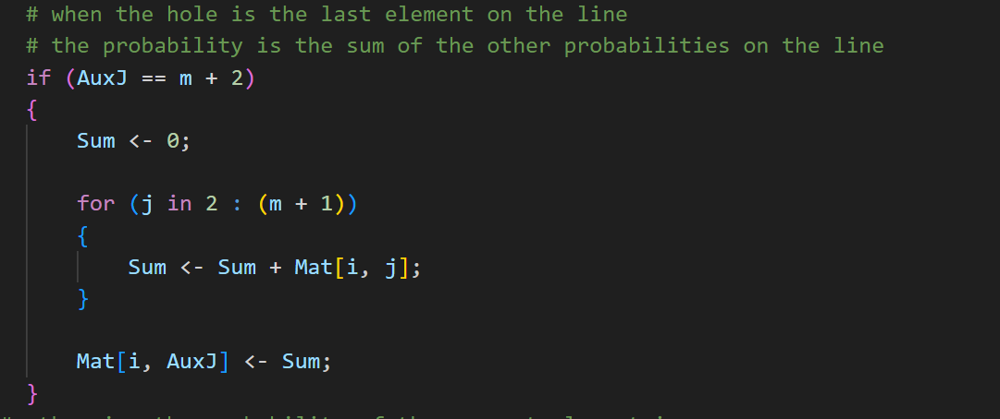 # when the hole is the last element on the line
# the probability is the sum of the other probabilities on the line
if (AuxJ == m + 2)
{
Sum <- 0;
for (j in 2 : (m + 1))
{
Sum <- Sum + Mat[i, j];
}
Mat[i, AuxJ] <- Sum;
}